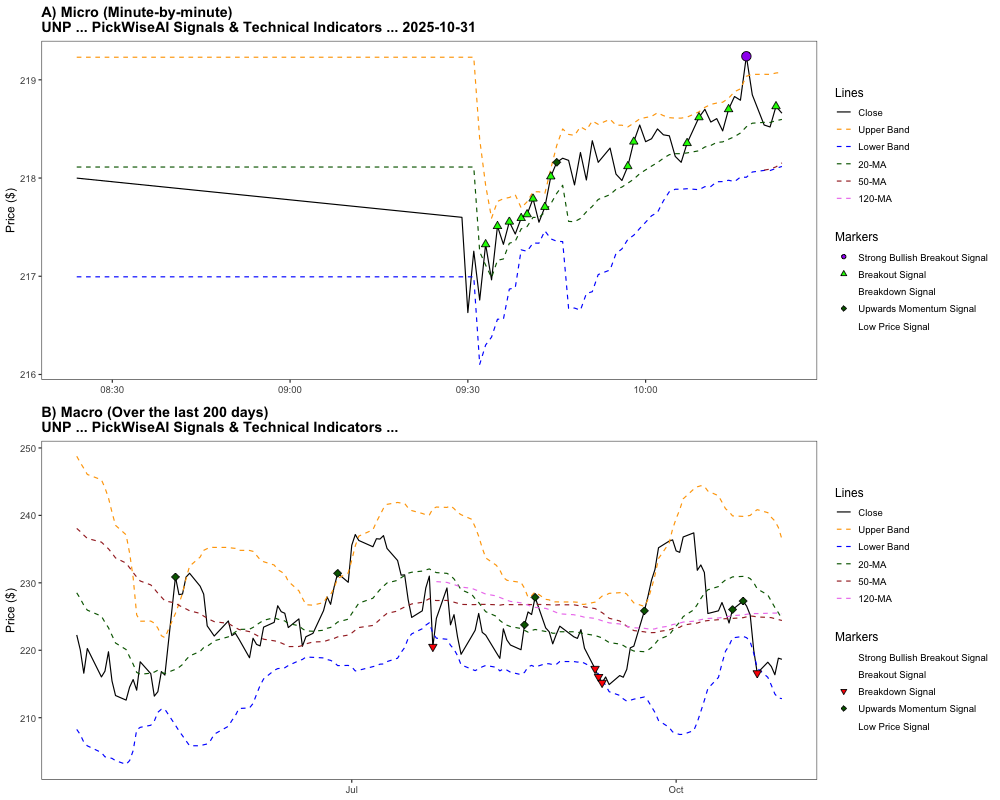 A) Micro (Minute-by-minute)
UNP ... PickWiseAI Signals & Technical Indicators ... 2025-10-31
Price ($)
219
218
217
216
08:30
09:00
09:30
10:00
Lines
Close
Upper Band
Lower Band
20-MA
50-MA
120-MA
Markers
Strong Bullish Breakout Signal
Breakout Signal
Breakdown Signal
Upwards Momentum Signal
Low Price Signal
B) Macro (Over the last 200 days)
UNP ... PickWiseAI Signals & Technical Indicators ...
Price ($)
250
240
230
220
210
Jul
Oct
Lines
Close
Upper Band
Lower Band
20-MA
50-MA
120-MA
Markers
Strong Bullish Breakout Signal
Breakout Signal
Breakdown Signal
Upwards Momentum Signal
Low Price Signal